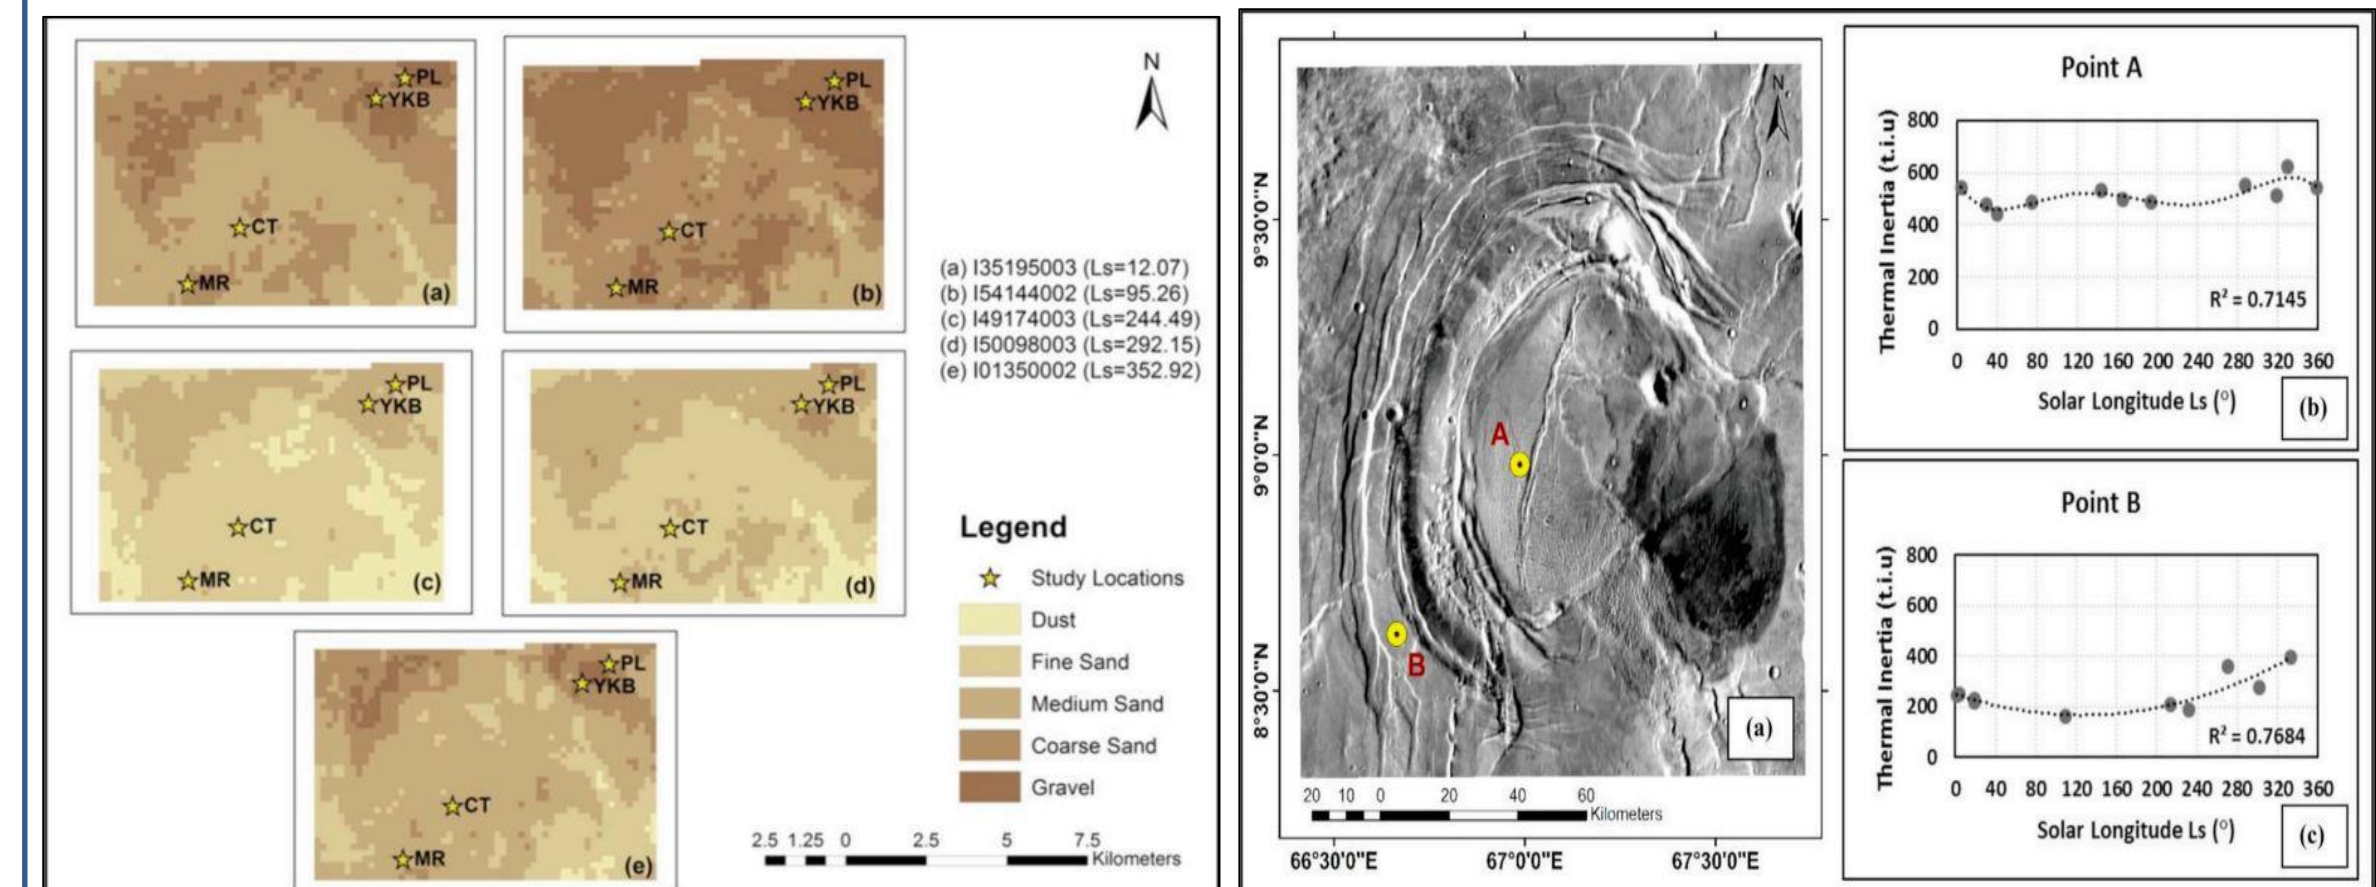 PL
YKB
CT
MR
(a)
PL
YKB
CT
MR
(b)
N
(a) I35195003 (Ls=12.07)
(b) I54144002 (Ls=95.26)
(c) I49174003 (Ls=244.49)
(d) I50098003 (Ls=292.15)
(e) I01350002 (Ls=352.92)
PL
YKB
CT
MR
(c)
PL
YKB
CT
MR
(d)
PL
YKB
CT
MR
(e)
Legend
Study Locations
Dust
Fine Sand
Medium Sand
Coarse Sand
Gravel
2.5 1.25 0 2.5 5 7.5
Kilometers
N
9°30'0"N
9°0'0"N
8°30'0"N
A
B
(a)
20 10 0 20 40 60
Kilometers
66°30'0"E 67°0'0"E 67°30'0"E
Point A
Thermal Inertia (t.i.u)
800
600
400
200
0
R² = 0.7145
0 40 80 120 160 200 240 280 320 360
Solar Longitude Ls (°)
(b)
Point B
Thermal Inertia (t.i.u)
800
600
400
200
0
R² = 0.7684
0 40 80 120 160 200 240 280 320 360
Solar Longitude Ls (°)
(c)